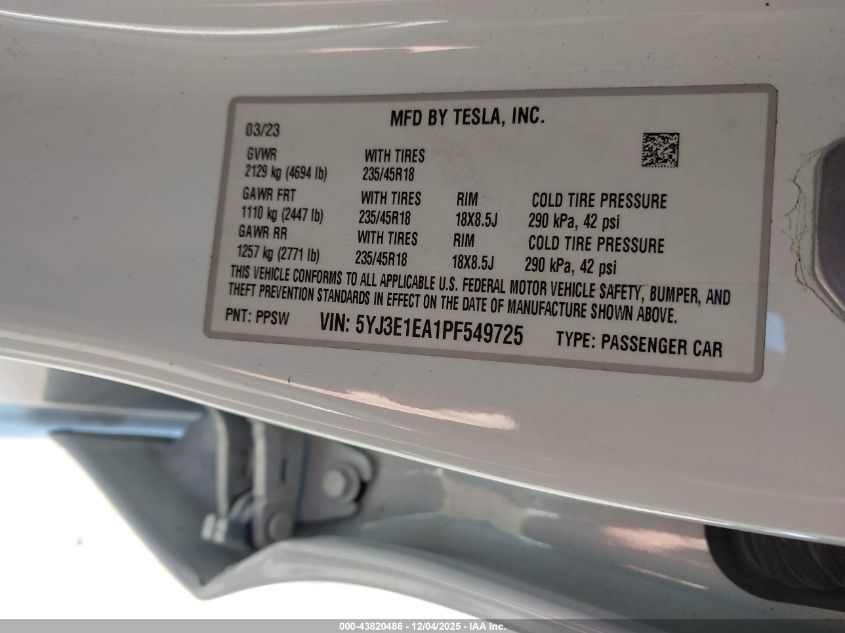 MFD BY TESLA, INC.
03/23
GVWR WITH TIRES
2129 kg (4694 lb) 235/45R18
GAWR FRT WITH TIRES RIM COLD TIRE PRESSURE
1110 kg (2447 lb) 235/45R18 18X8.5J 290 kPa, 42 psi
GAWR RR WITH TIRES RIM COLD TIRE PRESSURE
1257 kg (2771 lb) 235/45R18 18X8.5J 290 kPa, 42 psi
THIS VEHICLE CONFORMS TO ALL APPLICABLE U.S. FEDERAL MOTOR VEHICLE SAFETY, BUMPER, AND
THEFT PREVENTION STANDARDS IN EFFECT ON THE DATE OF MANUFACTURE SHOWN ABOVE.
PNT: PPSW VIN: 5YJ3E1EA1PF549725 TYPE: PASSENGER CAR
000-43820486 - 12/04/2025 - IAA Inc.